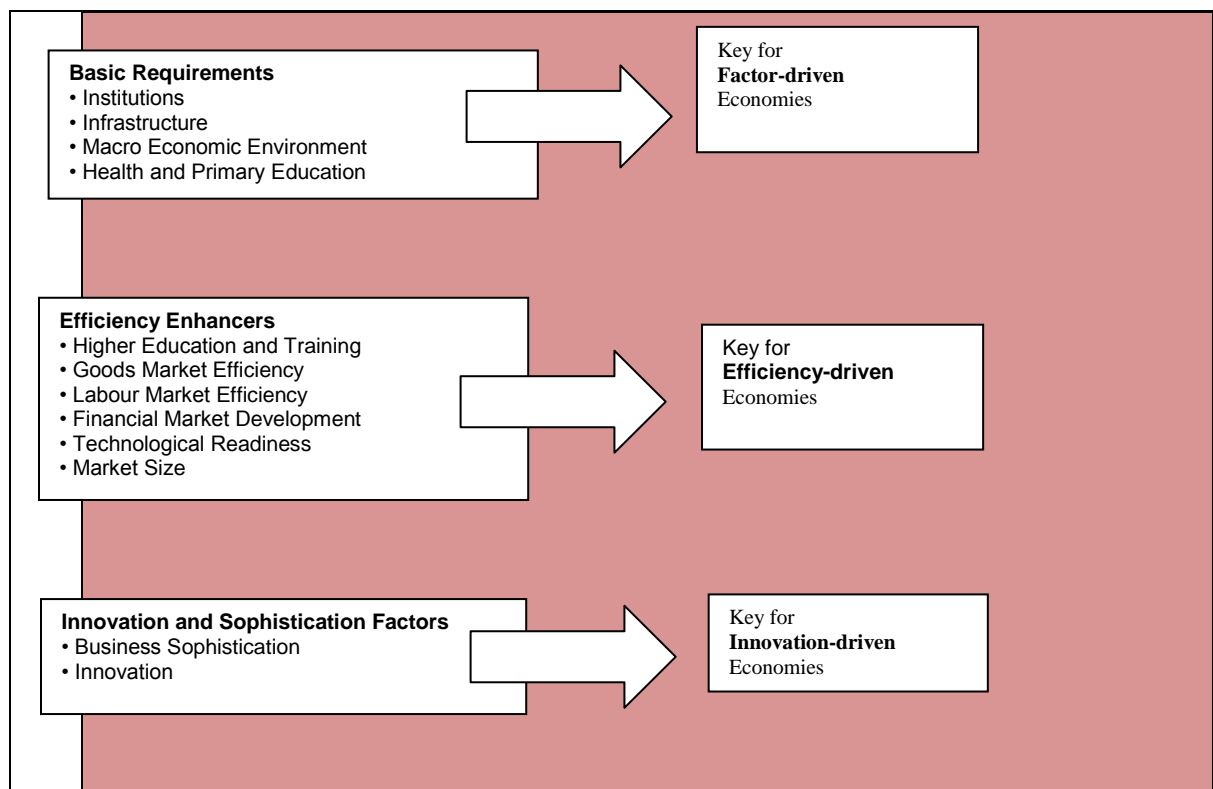 Basic Requirements
• Institutions
• Infrastructure
• Macro Economic Environment
• Health and Primary Education
Key for
Factor-driven
Economies
Efficiency Enhancers
• Higher Education and Training
• Goods Market Efficiency
• Labour Market Efficiency
• Financial Market Development
• Technological Readiness
• Market Size
Key for
Efficiency-driven
Economies
Innovation and Sophistication Factors
• Business Sophistication
• Innovation
Key for
Innovation-driven
Economies